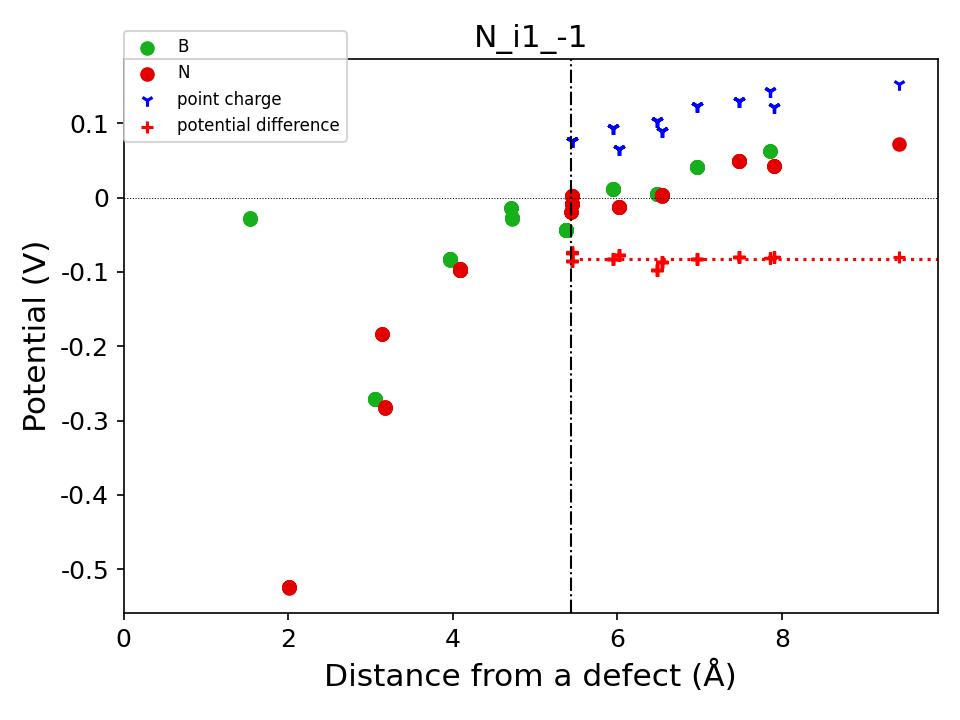 N_i1_-1
B
N
point charge
potential difference
0.1
0
-0.1
-0.2
-0.3
-0.4
-0.5
Potential (V)
0 2 4 6 8
Distance from a defect (Å)